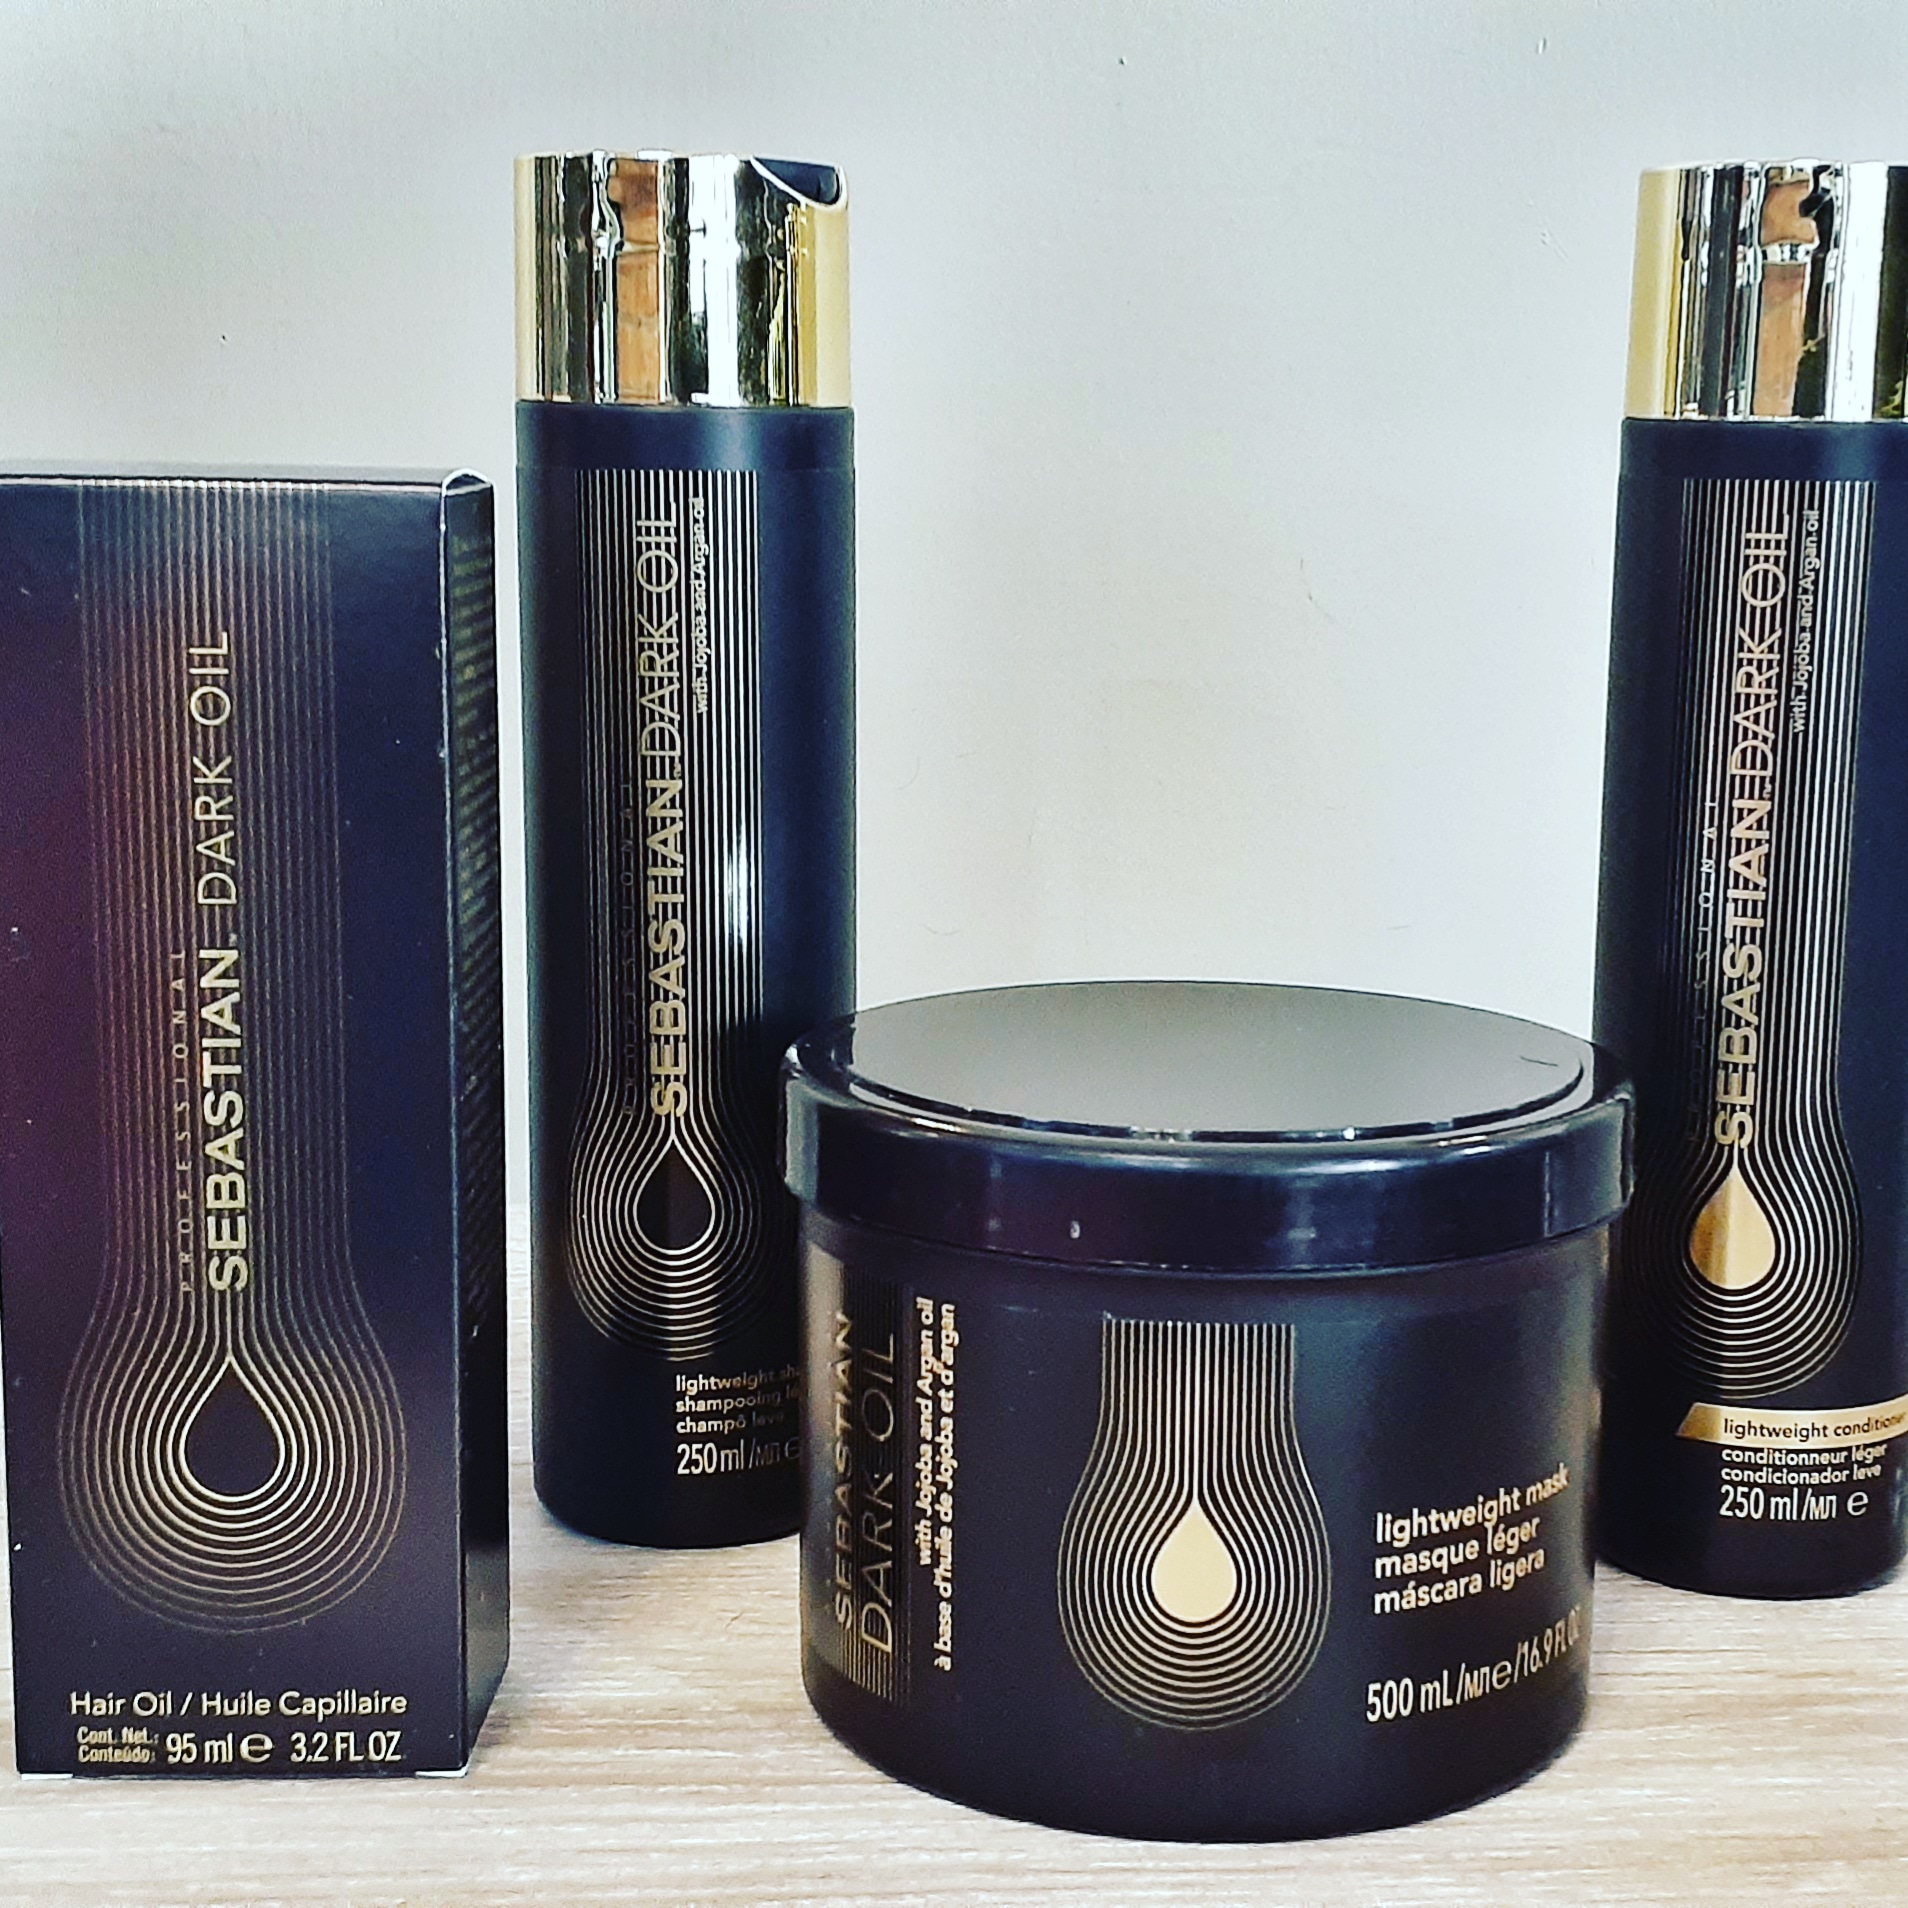 PROFESSIONAL
SEBASTIAN. DARK OIL
Hair Oil / Huile Capillaire
Cont. Net.:
Conteúdo: 95 ml e 3.2 FL OZ
PROFESSIONAL
SEBASTIAN DARK OIL
with Jojoba and Argan oil
lightweight
shampooing
champô leve
250 ml/мл e
SEBASTIAN
DARK OIL
with Jojoba and Argan oil
à base d'huile de Jojoba et d'argan
lightweight mask
masque léger
máscara ligera
500 mL/мл e/16.9 FL OZ
PROFESSIONAL
SEBASTIAN DARK OIL
with Jojoba and Argan oil
lightweight conditioner
conditionneur léger
condicionador leve
250 ml/мл e